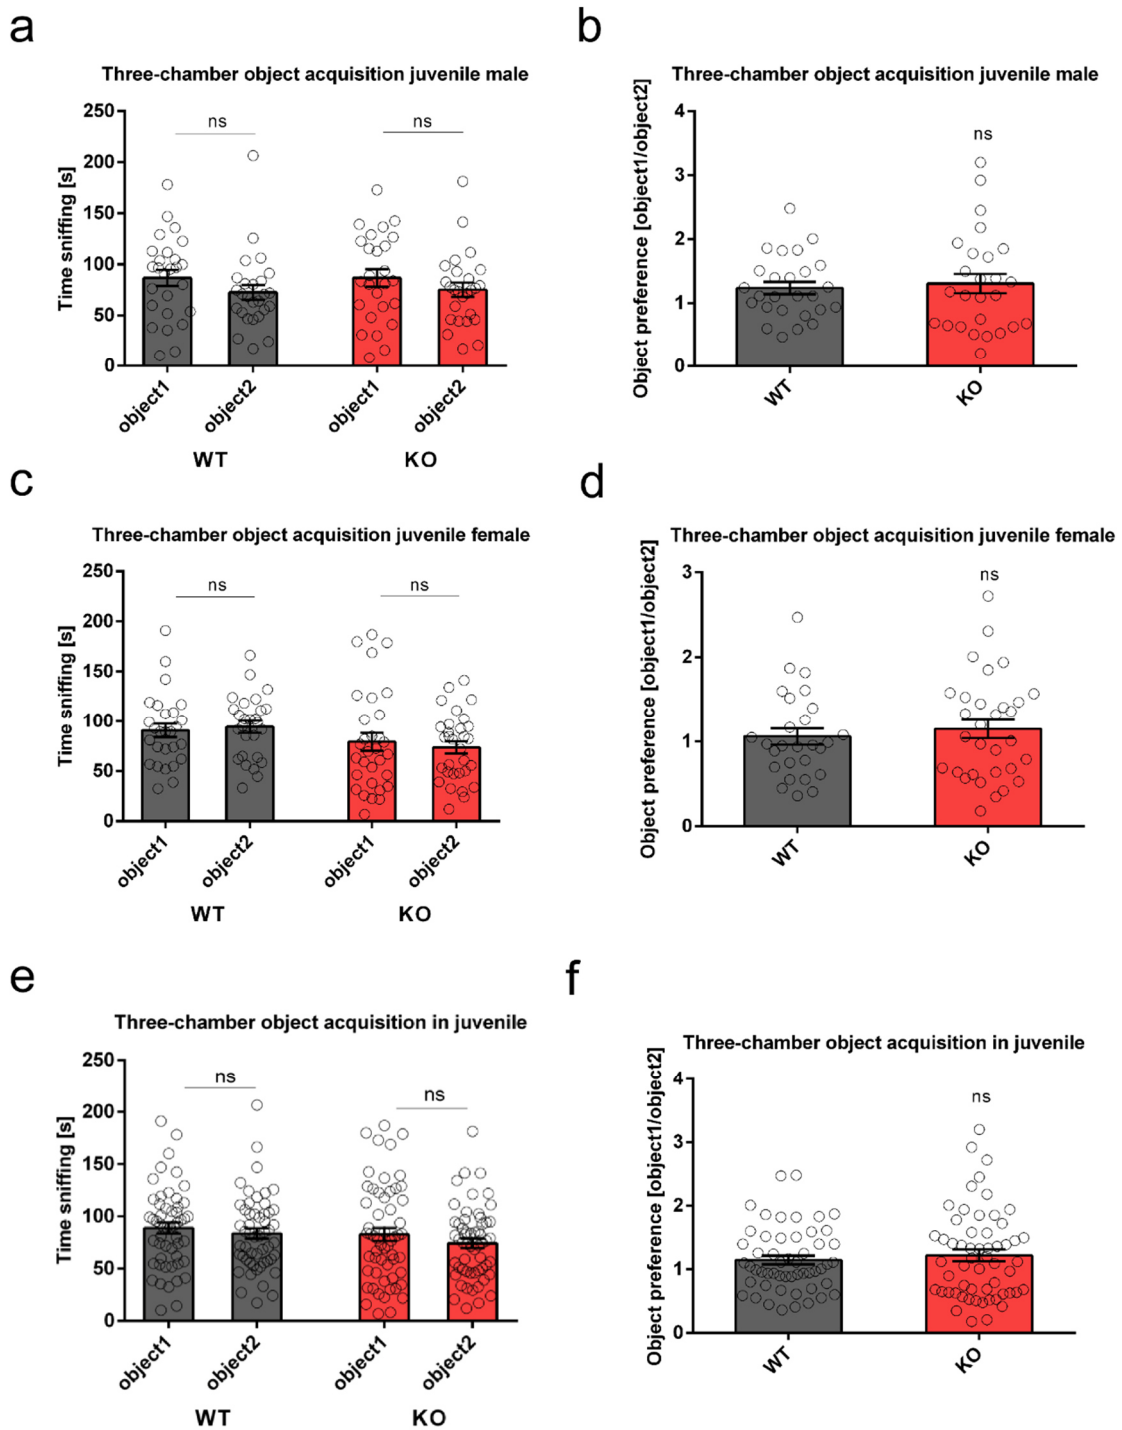 a
Three-chamber object acquisition juvenile male
Time sniffing [s]
250
200
150
100
50
0
ns
ns
object1
object2
object1
object2
WT
KO
b
Three-chamber object acquisition juvenile male
Object preference [object1/object2]
4
3
2
1
0
ns
WT
KO
c
Three-chamber object acquisition juvenile female
Time sniffing [s]
250
200
150
100
50
0
ns
ns
object1
object2
object1
object2
WT
KO
d
Three-chamber object acquisition juvenile female
Object preference [object1/object2]
3
2
1
0
ns
WT
KO
e
Three-chamber object acquisition in juvenile
Time sniffing [s]
250
200
150
100
50
0
ns
ns
object1
object2
object1
object2
WT
KO
f
Three-chamber object acquisition in juvenile
Object preference [object1/object2]
4
3
2
1
0
ns
WT
KO